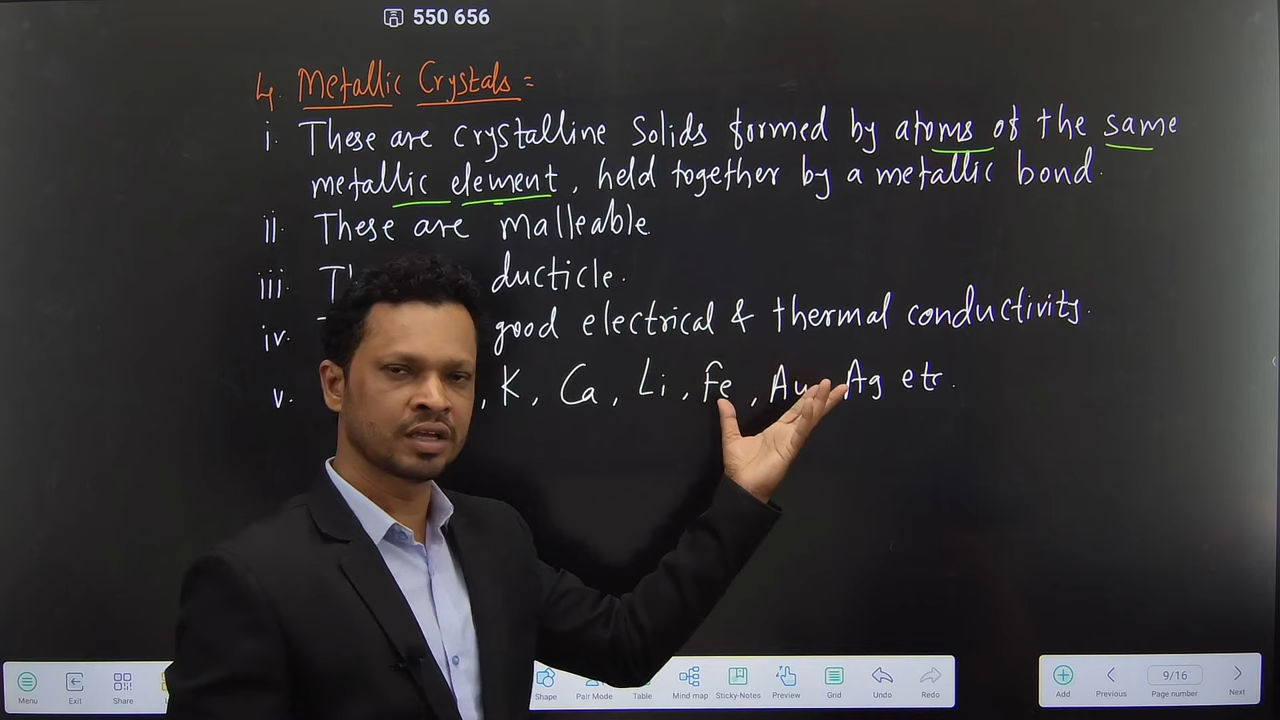 550 656
4. Metallic Crystals =
i. These are crystalline Solids formed by atoms of the same
metallic element, held together by a metallic bond.
ii. These are malleable
iii. ducticle.
iv. good electrical & thermal conductivity.
v. , K, Ca, Li, Fe, Au, Ag etc.
Menu Exit Share Shape Pair Mode Table Mind map Sticky-Notes Preview Grid Undo Redo Add Previous 9/16 Page number Next